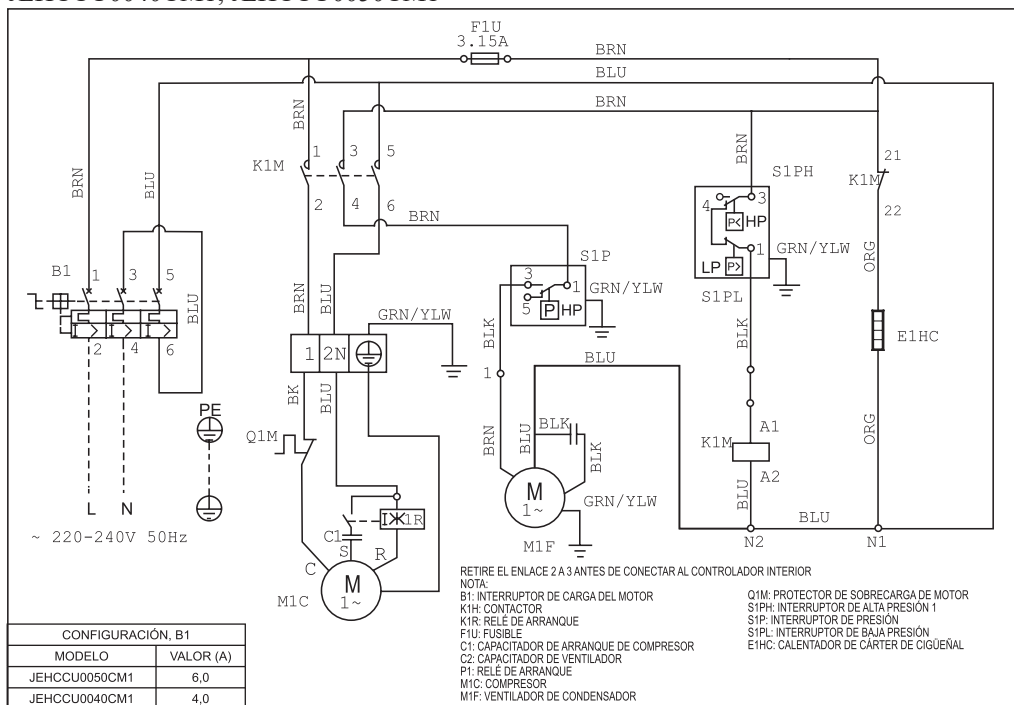 F1U
3.15A
BRN
BLU
BRN
BRN
BLU
BRN
K1M
1
3
5
2
4
6
BRN
BRN
S1PH
21
K1M
22
4
3
P<
HP
1
LP
P>
GRN/YLW
S1PL
ORG
B1
1
3
5
BLU
2
4
6
BRN
BLU
S1P
3
1
5
P
HP
GRN/YLW
GRN/YLW
BLK
BLK
E1HC
BLU
1
2N
1
BK
BLU
PE
Q1M
BLK
BRN
BLU
BLK
K1M
A1
A2
ORG
L
N
~ 220-240V 50Hz
I
1R
C1
S
R
C
M
1~
M1C
M
1~
M1F
GRN/YLW
BLU
BLU
N2
N1
RETIRE EL ENLACE 2 A 3 ANTES DE CONECTAR AL CONTROLADOR INTERIOR
NOTA:
B1: INTERRUPTOR DE CARGA DEL MOTOR
K1H: CONTACTOR
K1R: RELÉ DE ARRANQUE
F1U: FUSIBLE
C1: CAPACITADOR DE ARRANQUE DE COMPRESOR
C2: CAPACITADOR DE VENTILADOR
P1: RELÉ DE ARRANQUE
M1C: COMPRESOR
M1F: VENTILADOR DE CONDENSADOR
Q1M: PROTECTOR DE SOBRECARGA DE MOTOR
S1PH: INTERRUPTOR DE ALTA PRESIÓN 1
S1P: INTERRUPTOR DE PRESIÓN
S1PL: INTERRUPTOR DE BAJA PRESIÓN
E1HC: CALENTADOR DE CÁRTER DE CIGÜEÑAL
CONFIGURACIÓN, B1
MODELO VALOR (A)
JEHCCU0050CM1 6,0
JEHCCU0040CM1 4,0